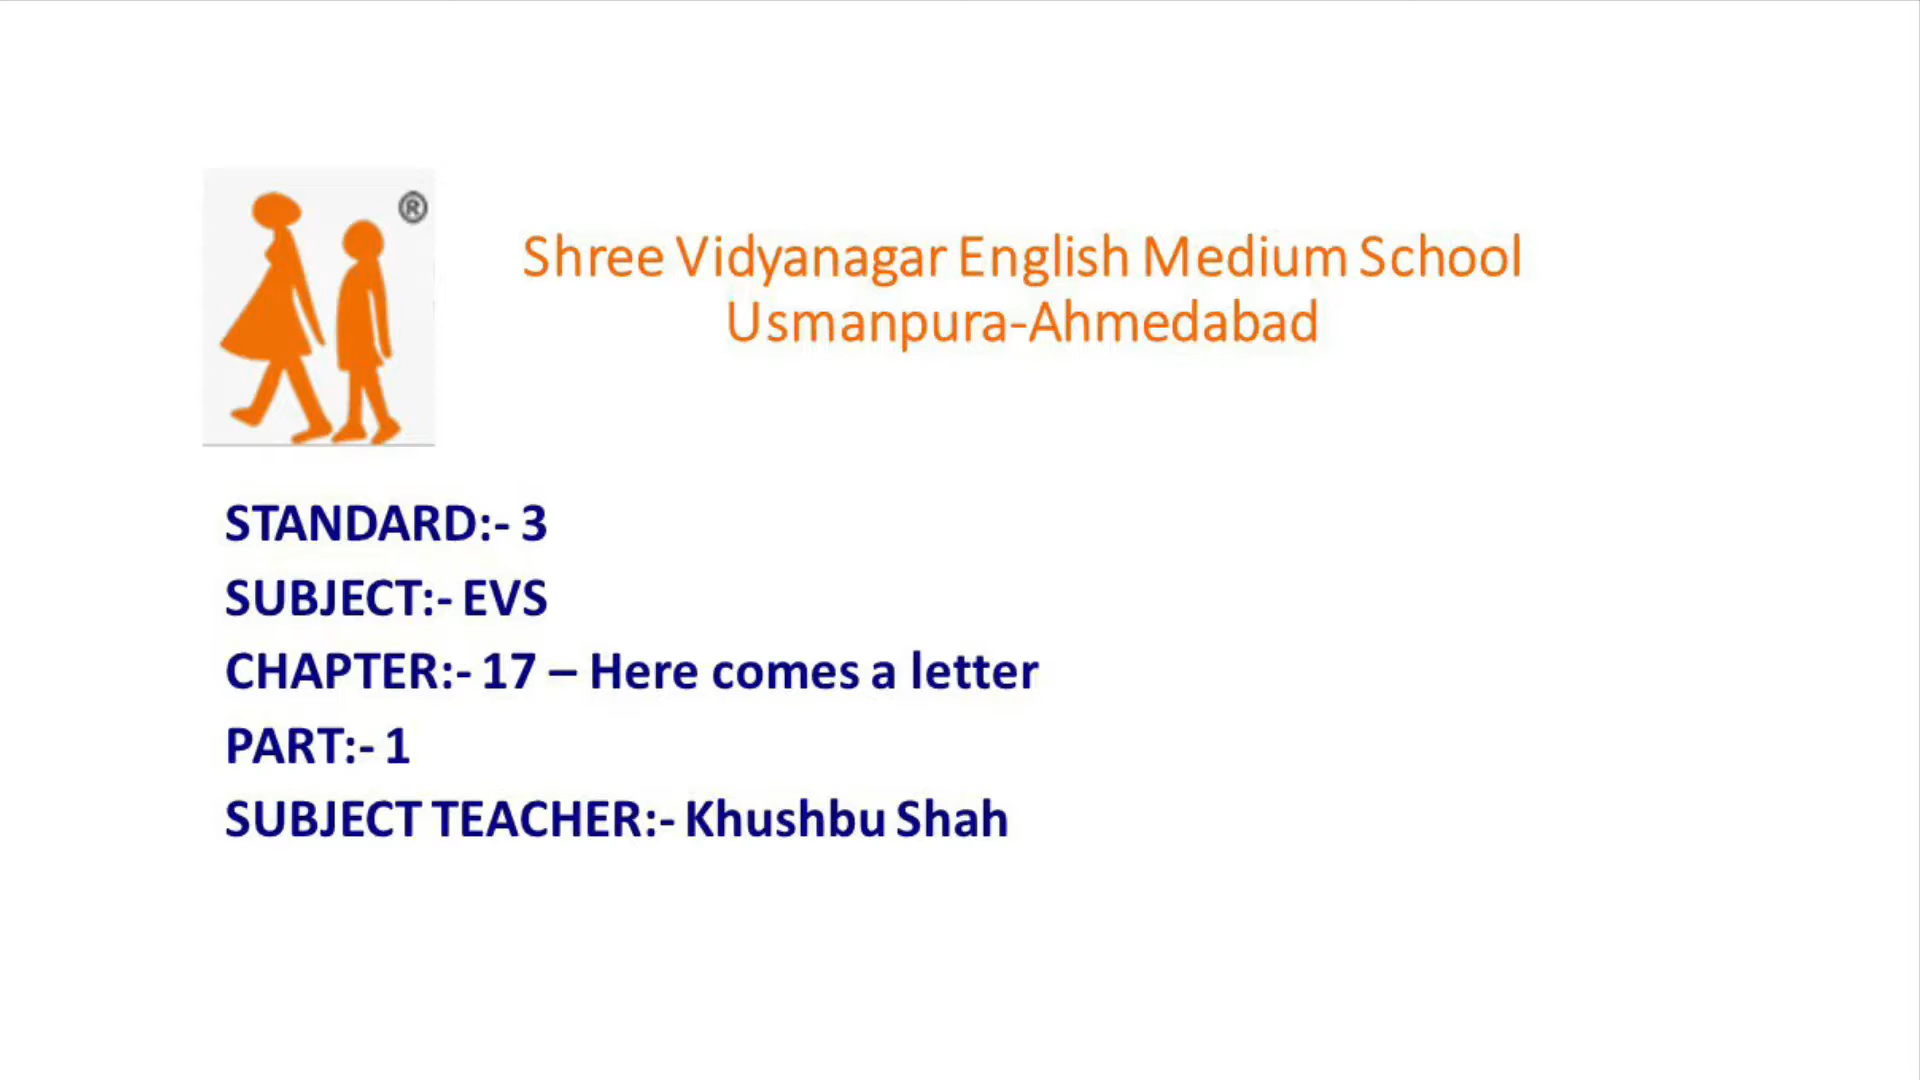 ®
Shree Vidyanagar English Medium School
Usmanpura-Ahmedabad
STANDARD:- 3
SUBJECT:- EVS
CHAPTER:- 17 – Here comes a letter
PART:- 1
SUBJECT TEACHER:- Khushbu Shah